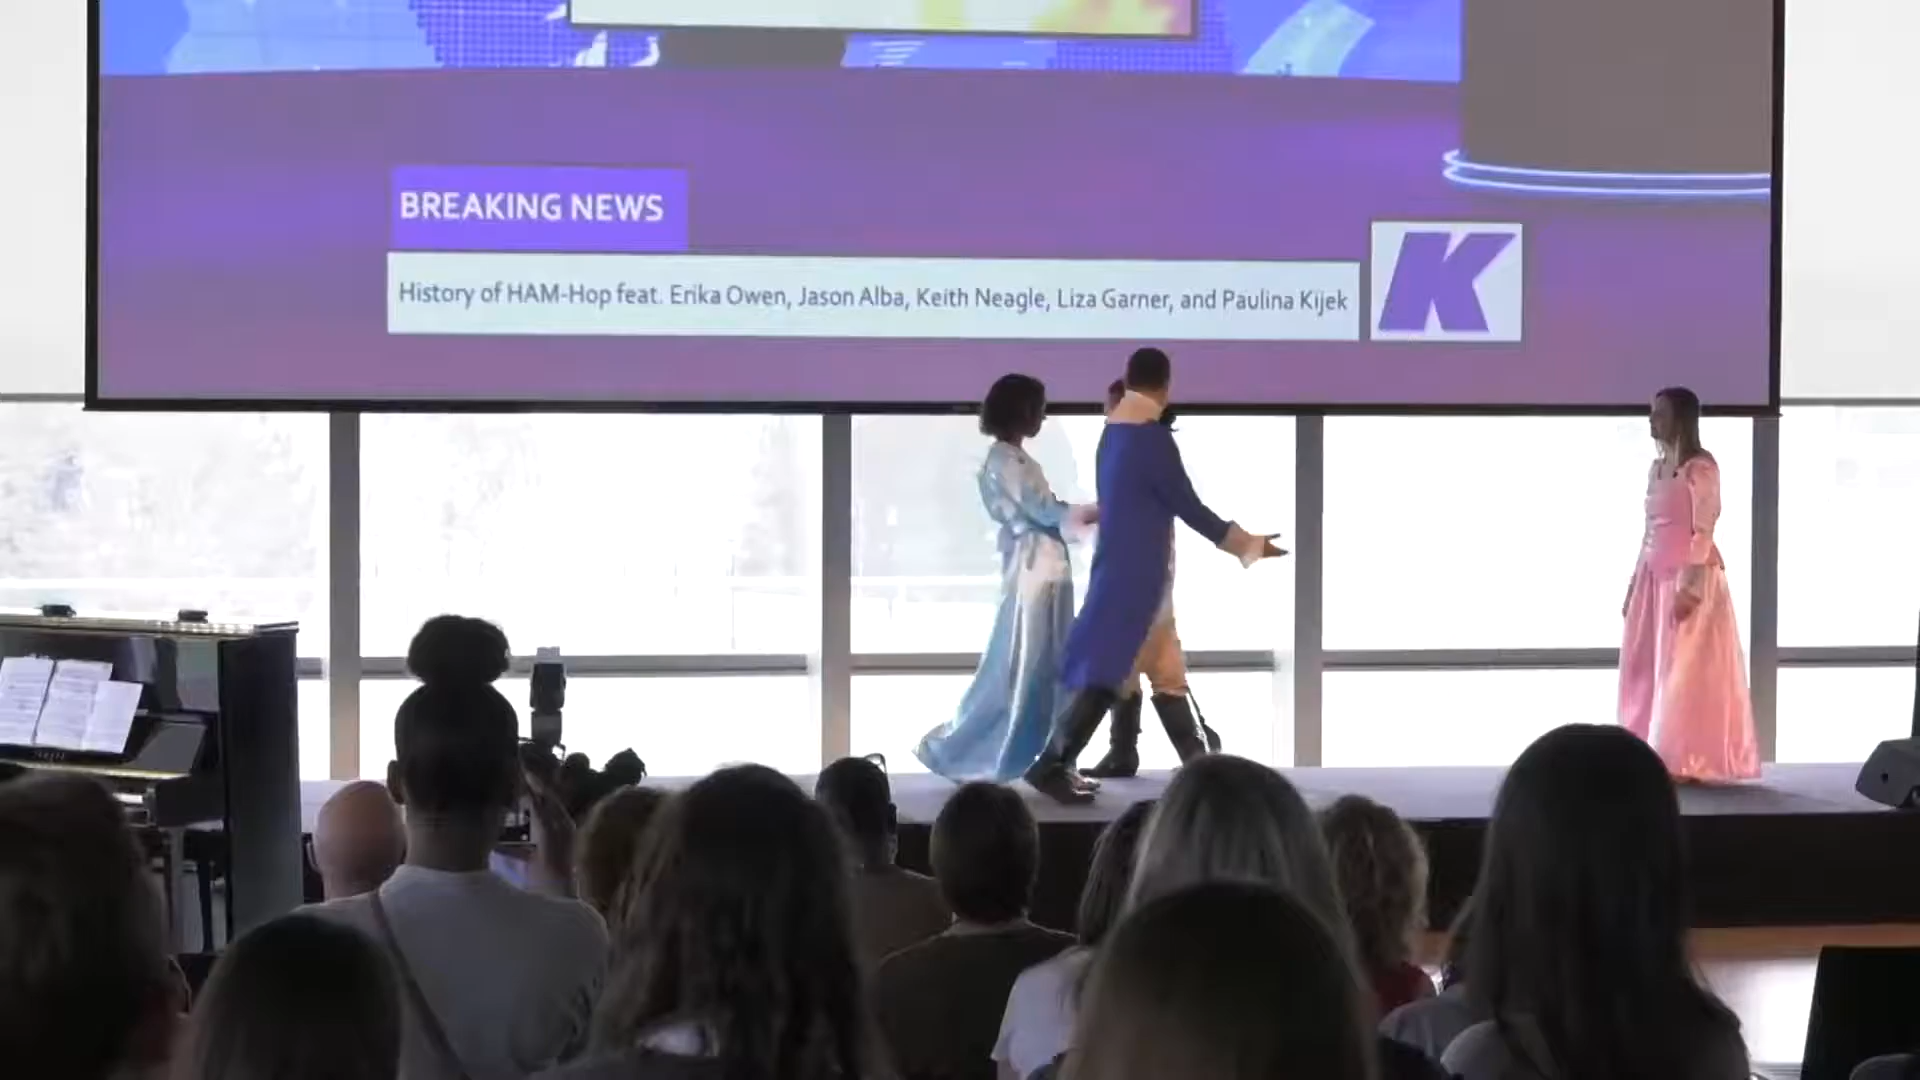 BREAKING NEWS
History of HAM-Hop feat. Erika Owen, Jason Alba, Keith Neagle, Liza Garner, and Paulina Kijek
K